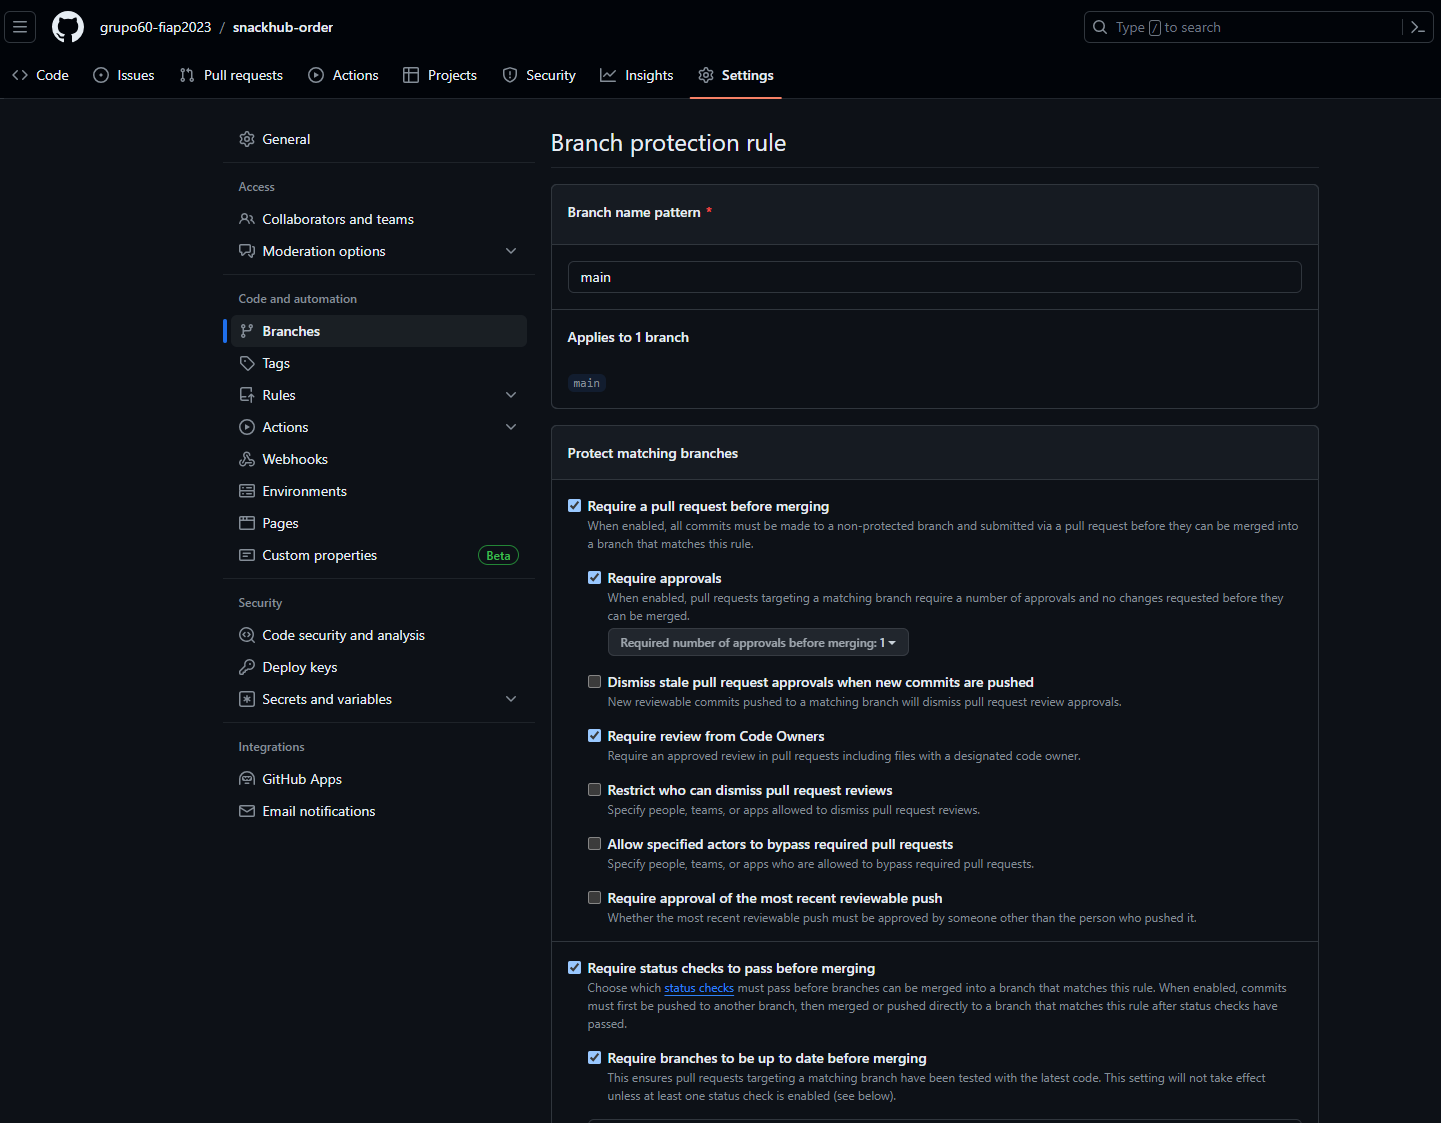 grupo60-fiap2023 / snackhub-order
Type / to search
Code
Issues
Pull requests
Actions
Projects
Security
Insights
Settings
General
Access
Collaborators and teams
Moderation options
Code and automation
Branches
Tags
Rules
Actions
Webhooks
Environments
Pages
Custom properties
Beta
Security
Code security and analysis
Deploy keys
Secrets and variables
Integrations
GitHub Apps
Email notifications
Branch protection rule
Branch name pattern *
main
Applies to 1 branch
main
Protect matching branches
Require a pull request before merging
When enabled, all commits must be made to a non-protected branch and submitted via a pull request before they can be merged into
a branch that matches this rule.
Require approvals
When enabled, pull requests targeting a matching branch require a number of approvals and no changes requested before they
can be merged.
Required number of approvals before merging: 1
Dismiss stale pull request approvals when new commits are pushed
New reviewable commits pushed to a matching branch will dismiss pull request review approvals.
Require review from Code Owners
Require an approved review in pull requests including files with a designated code owner.
Restrict who can dismiss pull request reviews
Specify people, teams, or apps allowed to dismiss pull request reviews.
Allow specified actors to bypass required pull requests
Specify people, teams, or apps who are allowed to bypass required pull requests.
Require approval of the most recent reviewable push
Whether the most recent reviewable push must be approved by someone other than the person who pushed it.
Require status checks to pass before merging
Choose which status checks must pass before branches can be merged into a branch that matches this rule. When enabled, commits
must first be pushed to another branch, then merged or pushed directly to a branch that matches this rule after status checks have
passed.
Require branches to be up to date before merging
This ensures pull requests targeting a matching branch have been tested with the latest code. This setting will not take effect
unless at least one status check is enabled (see below).